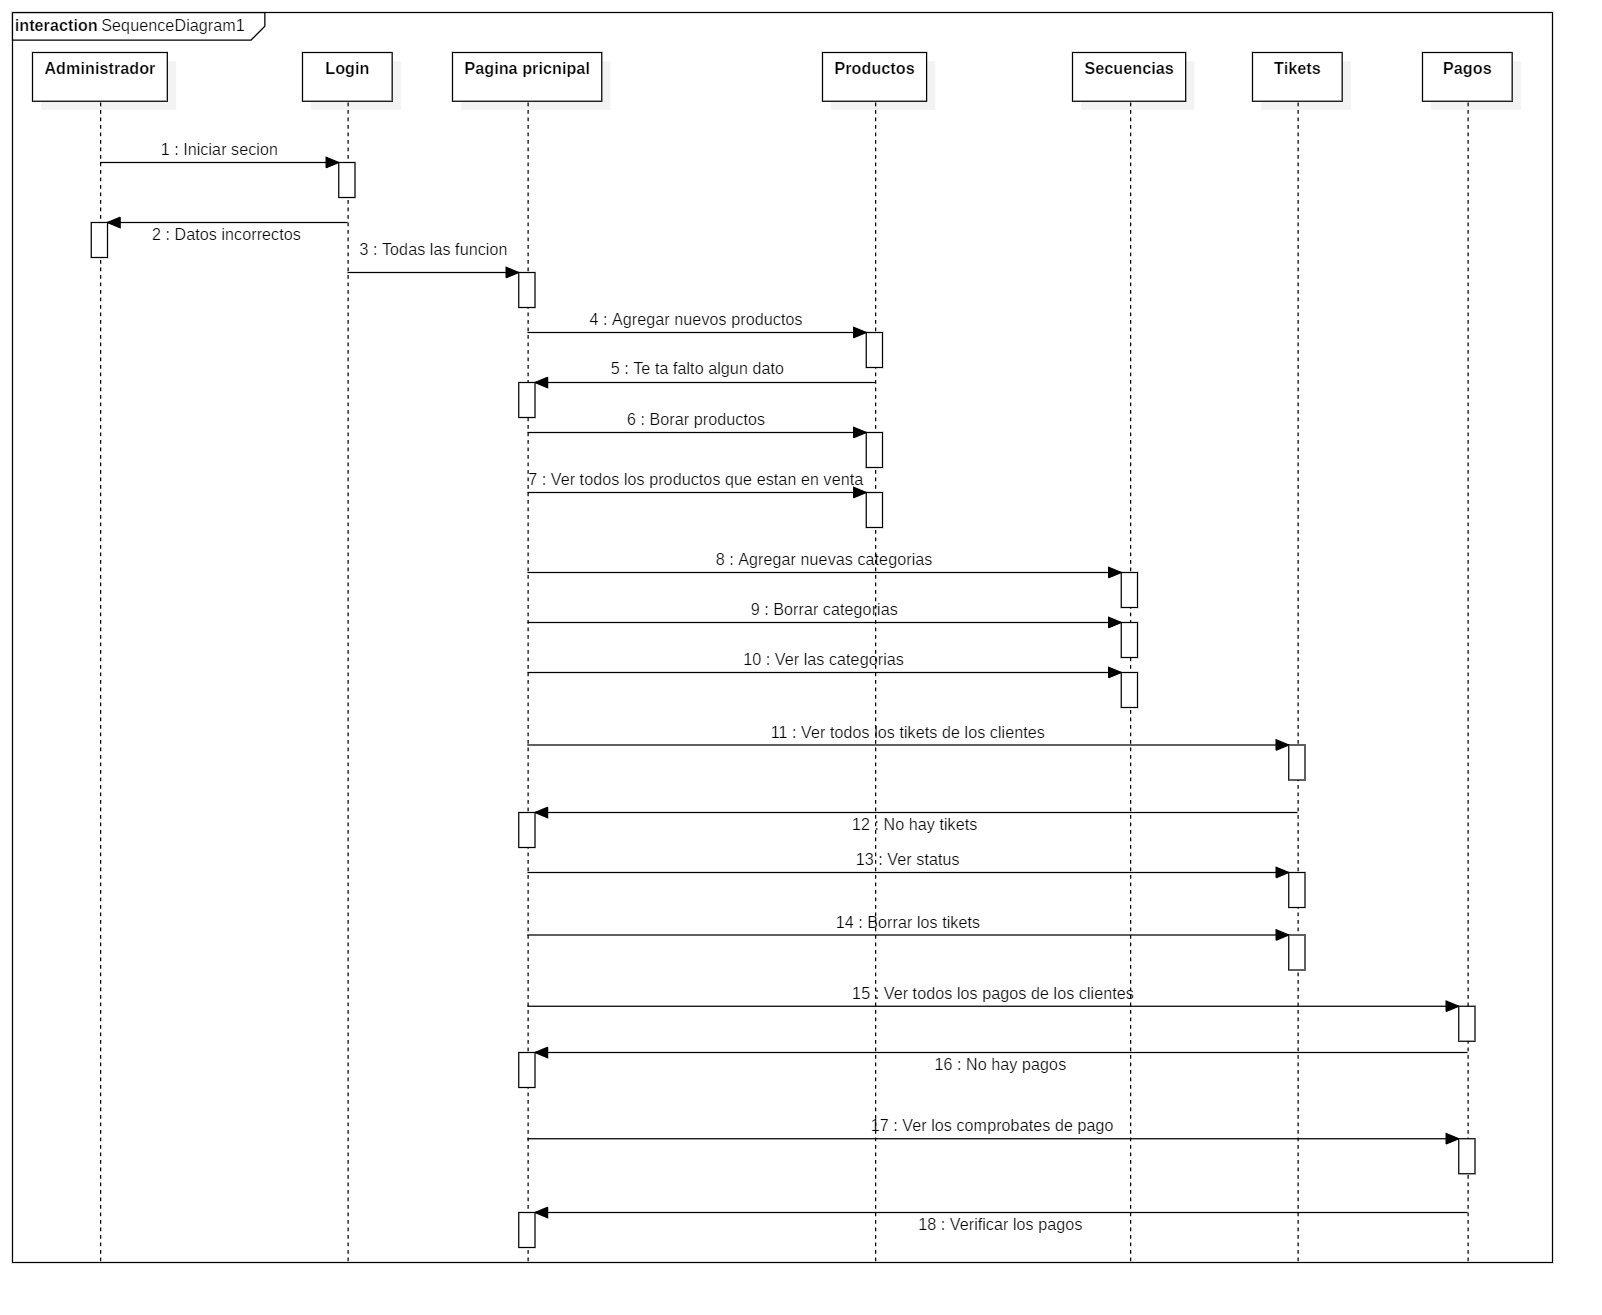 interaction SequenceDiagram1
Administrador
Login
Pagina pricnipal
Productos
Secuencias
Tikets
Pagos
1 : Iniciar secion
2 : Datos incorrectos
3 : Todas las funcion
4 : Agregar nuevos productos
5 : Te ta falto algun dato
6 : Borar productos
7 : Ver todos los productos que estan en venta
8 : Agregar nuevas categorias
9 : Borrar categorias
10 : Ver las categorias
11 : Ver todos los tikets de los clientes
12 : No hay tikets
13 : Ver status
14 : Borrar los tikets
15 : Ver todos los pagos de los clientes
16 : No hay pagos
17 : Ver los comprobates de pago
18 : Verificar los pagos